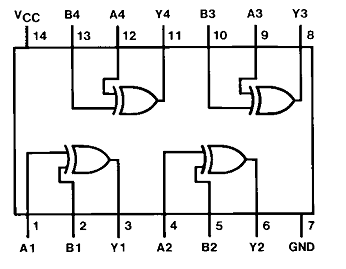 VCC B4 A4 Y4 B3 A3 Y3
14 13 12 11 10 9 8
1 2 3 4 5 6 7
A1 B1 Y1 A2 B2 Y2 GND